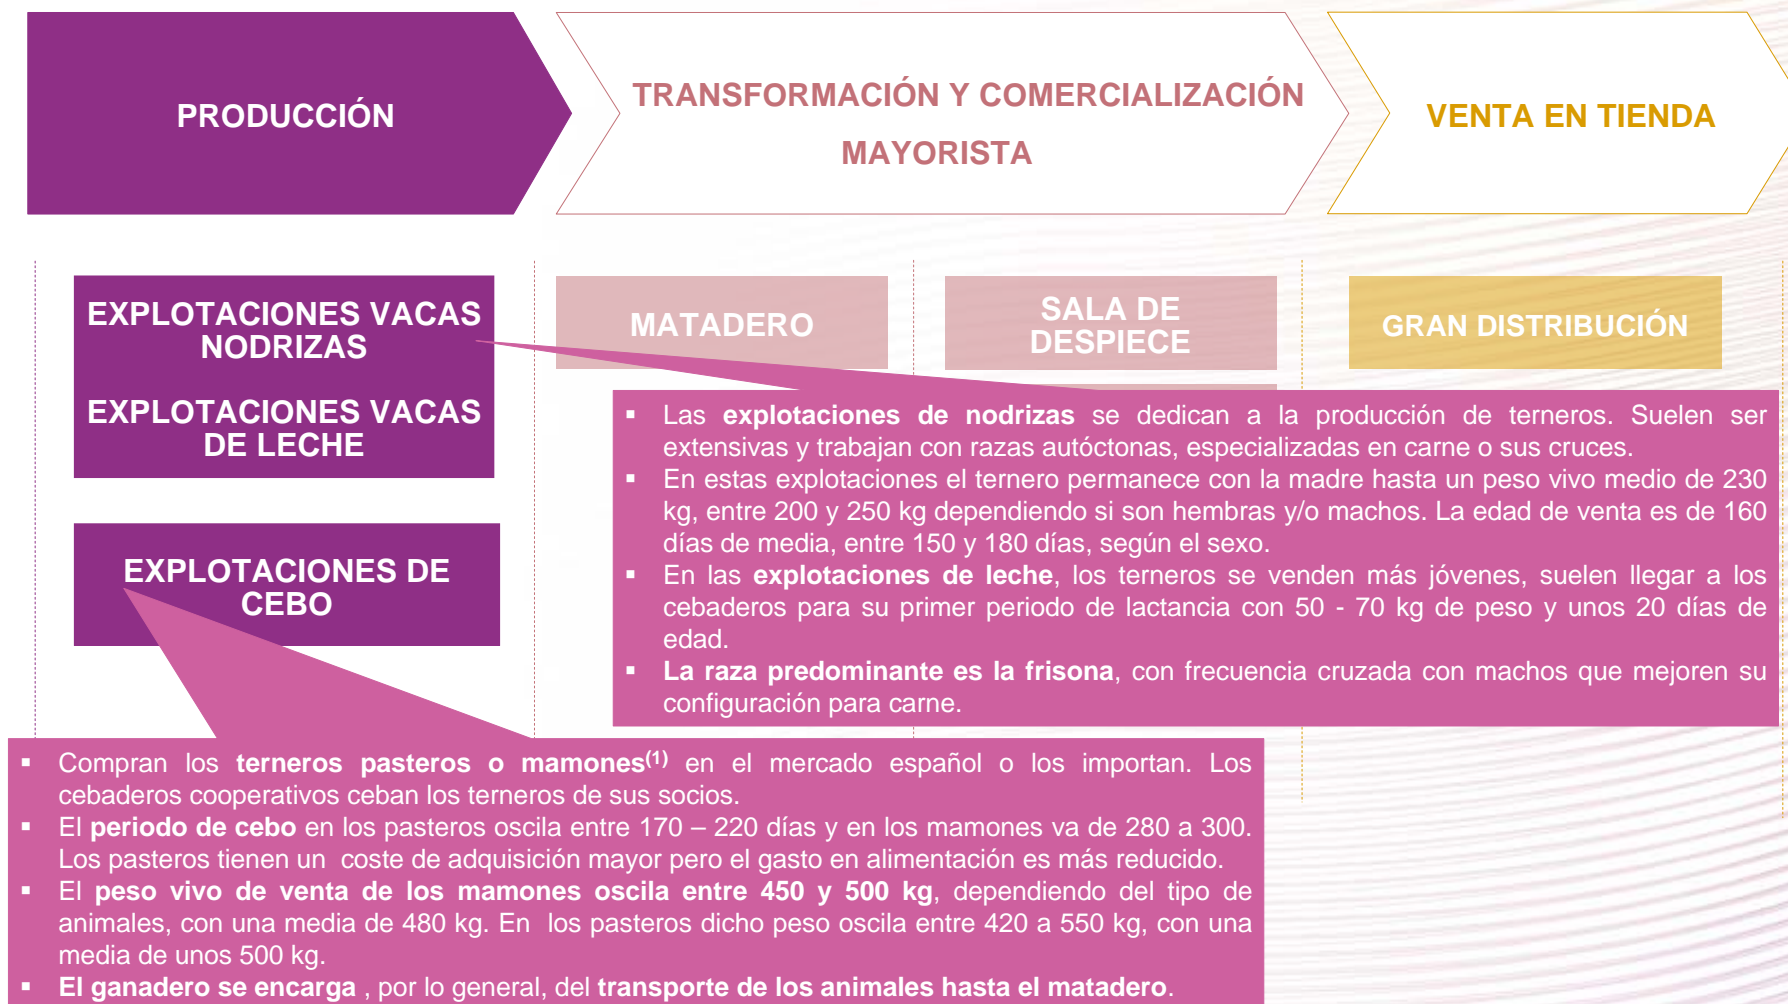 PRODUCCIÓN
TRANSFORMACIÓN Y COMERCIALIZACIÓN
MAYORISTA
VENTA EN TIENDA
EXPLOTACIONES VACAS
NODRIZAS
EXPLOTACIONES VACAS
DE LECHE
MATADERO
SALA DE
DESPIECE
GRAN DISTRIBUCIÓN
EXPLOTACIONES DE
CEBO
▪ Las explotaciones de nodrizas se dedican a la producción de terneros. Suelen ser
extensivas y trabajan con razas autóctonas, especializadas en carne o sus cruces.
▪ En estas explotaciones el ternero permanece con la madre hasta un peso vivo medio de 230
kg, entre 200 y 250 kg dependiendo si son hembras y/o machos. La edad de venta es de 160
días de media, entre 150 y 180 días, según el sexo.
▪ En las explotaciones de leche, los terneros se venden más jóvenes, suelen llegar a los
cebaderos para su primer periodo de lactancia con 50 - 70 kg de peso y unos 20 días de
edad.
▪ La raza predominante es la frisona, con frecuencia cruzada con machos que mejoren su
configuración para carne.
▪ Compran los terneros pasteros o mamones(1) en el mercado español o los importan. Los
cebaderos cooperativos ceban los terneros de sus socios.
▪ El periodo de cebo en los pasteros oscila entre 170 – 220 días y en los mamones va de 280 a 300.
Los pasteros tienen un coste de adquisición mayor pero el gasto en alimentación es más reducido.
▪ El peso vivo de venta de los mamones oscila entre 450 y 500 kg, dependiendo del tipo de
animales, con una media de 480 kg. En los pasteros dicho peso oscila entre 420 a 550 kg, con una
media de unos 500 kg.
▪ El ganadero se encarga , por lo general, del transporte de los animales hasta el matadero.